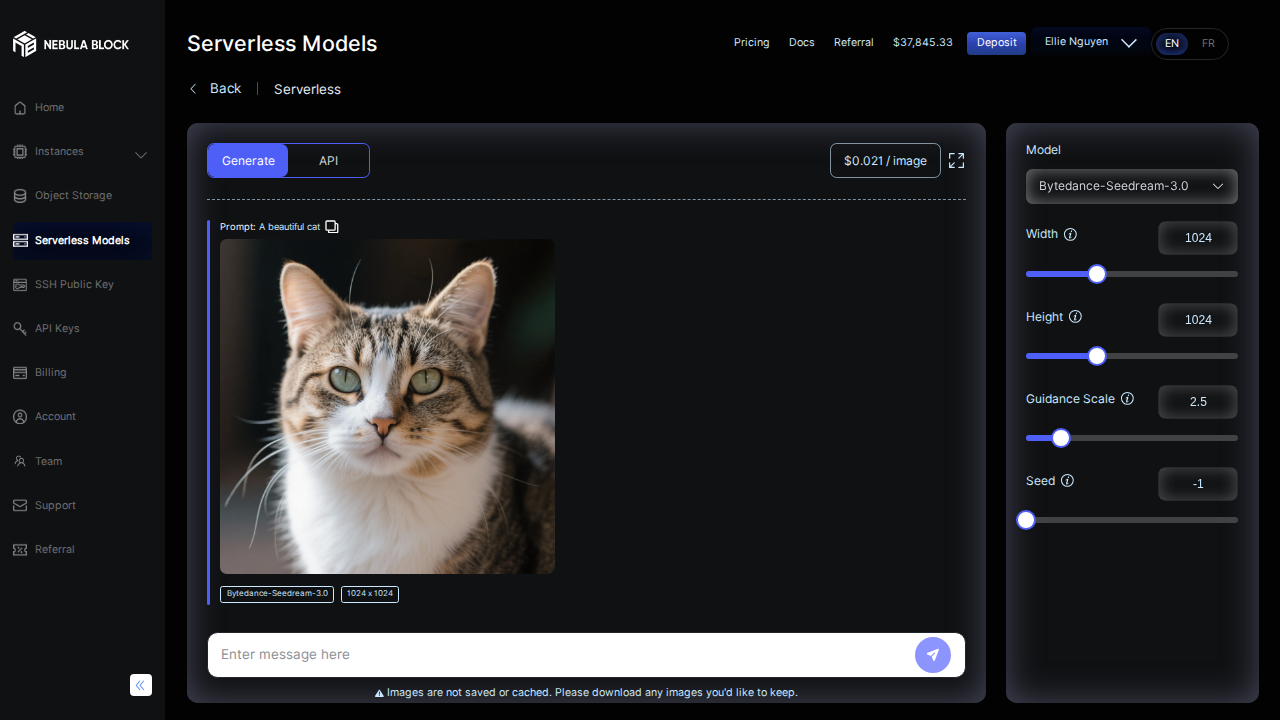 NEBULA BLOCK
Home
Instances
Object Storage
Serverless Models
SSH Public Key
API Keys
Billing
Account
Team
Support
Referral
Serverless Models
Pricing
Docs
Referral
$37,845.33
Deposit
Ellie Nguyen
EN
FR
Back
Serverless
Generate
API
$0.021 / image
Prompt: A beautiful cat
Bytedance-Seedream-3.0
1024 x 1024
Enter message here
Images are not saved or cached. Please download any images you'd like to keep.
Model
Bytedance-Seedream-3.0
Width
1024
Height
1024
Guidance Scale
2.5
Seed
-1